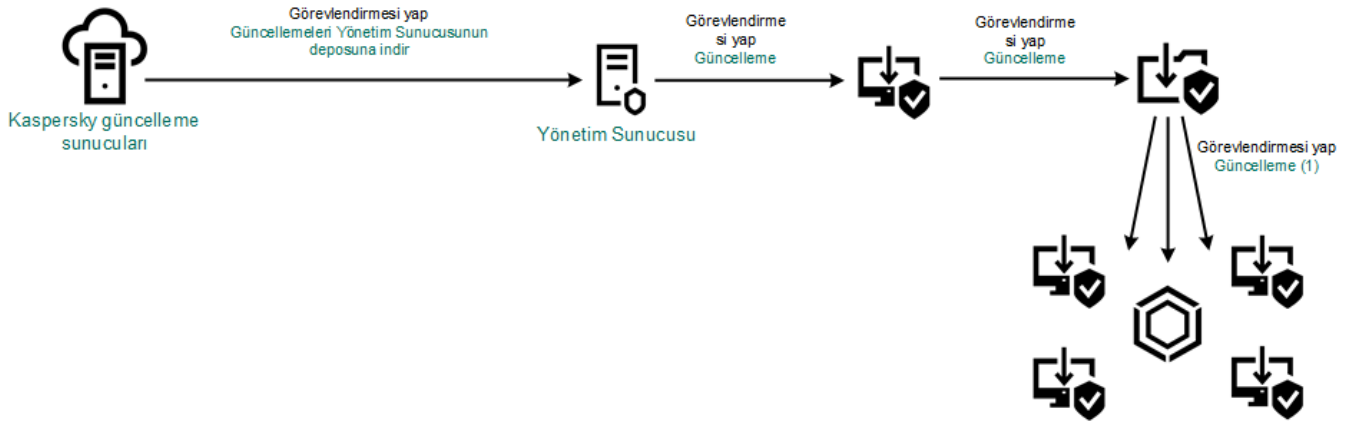 Görevlendirmesi yap
Güncellemeleri Yönetim Sunucusunun
deposuna indir
Görevlendirme
si yap
Güncelleme
Görevlendirme
si yap
Güncelleme
Kaspersky güncelleme
sunucuları
Yönetim Sunucusu
Görevlendirmesi yap
Güncelleme (1)